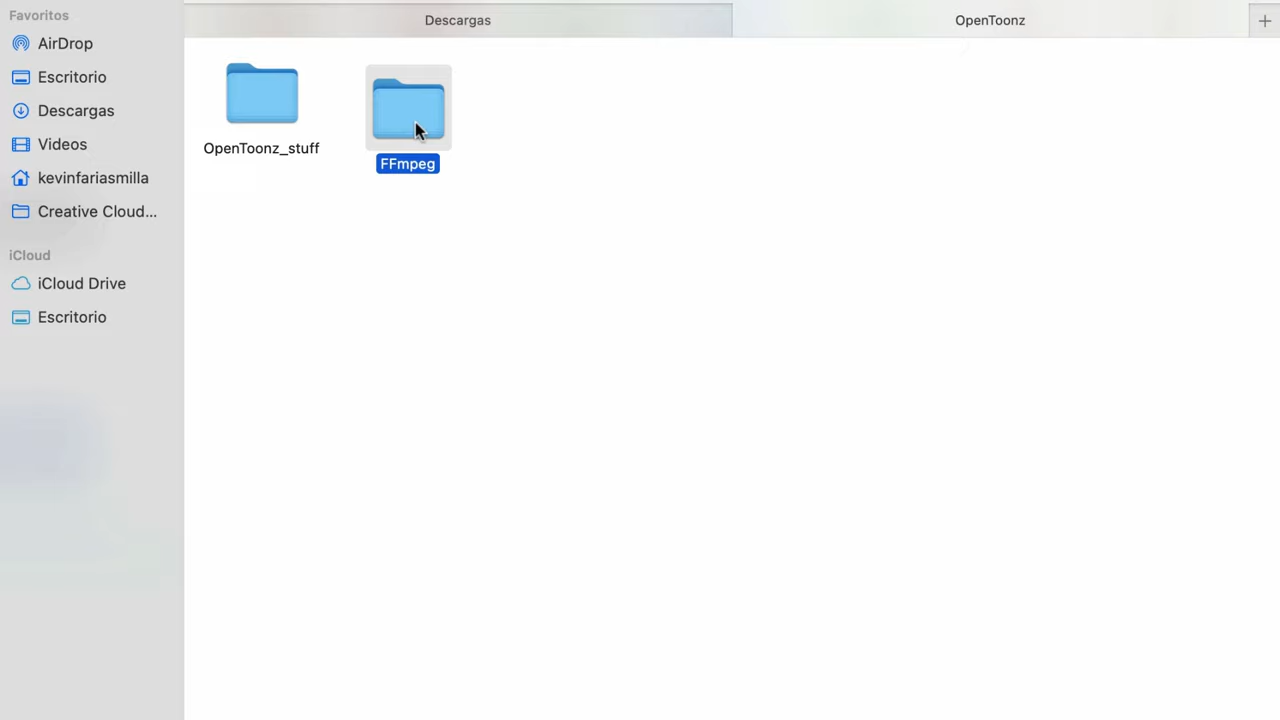 Favoritos
AirDrop
Escritorio
Descargas
Videos
kevinfariasmilla
Creative Cloud...
iCloud
iCloud Drive
Escritorio
Descargas
OpenToonz
OpenToonz_stuff
FFmpeg